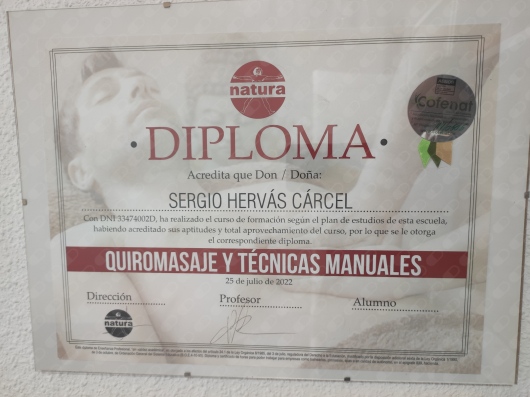 natura
Cofenat
DIPLOMA
Acredita que Don / Doña:
SERGIO HERVÁS CÁRCEL
Con DNI 33474002D, ha realizado el curso de formación según el plan de estudios de esta escuela,
habiendo acreditado sus aptitudes y total aprovechamiento del curso, por lo que se le otorga
el correspondiente diploma.
QUIROMASAJE Y TÉCNICAS MANUALES
25 de julio de 2022
Dirección Profesor Alumno
natura